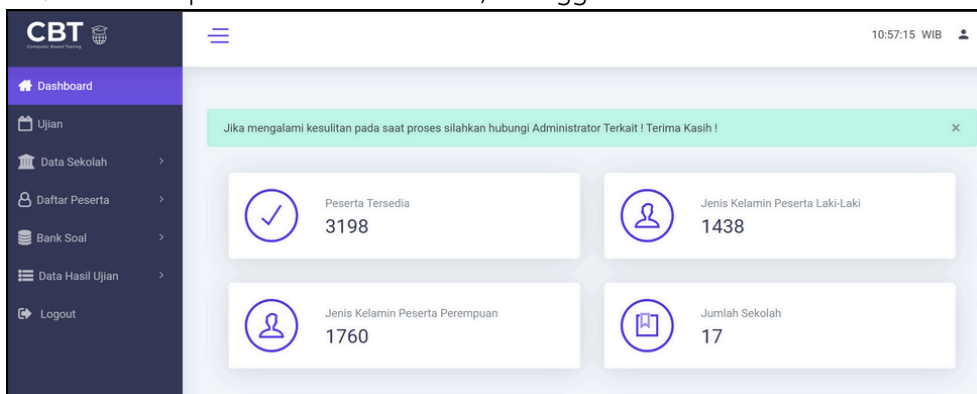 CBT
Computer Based Testing
10:57:15 WIB
Dashboard
Ujian
Data Sekolah
Daftar Peserta
Bank Soal
Data Hasil Ujian
Logout
Jika mengalami kesulitan pada saat proses silahkan hubungi Administrator Terkait ! Terima Kasih !
Peserta Tersedia
3198
Jenis Kelamin Peserta Laki-Laki
1438
Jenis Kelamin Peserta Perempuan
1760
Jumlah Sekolah
17